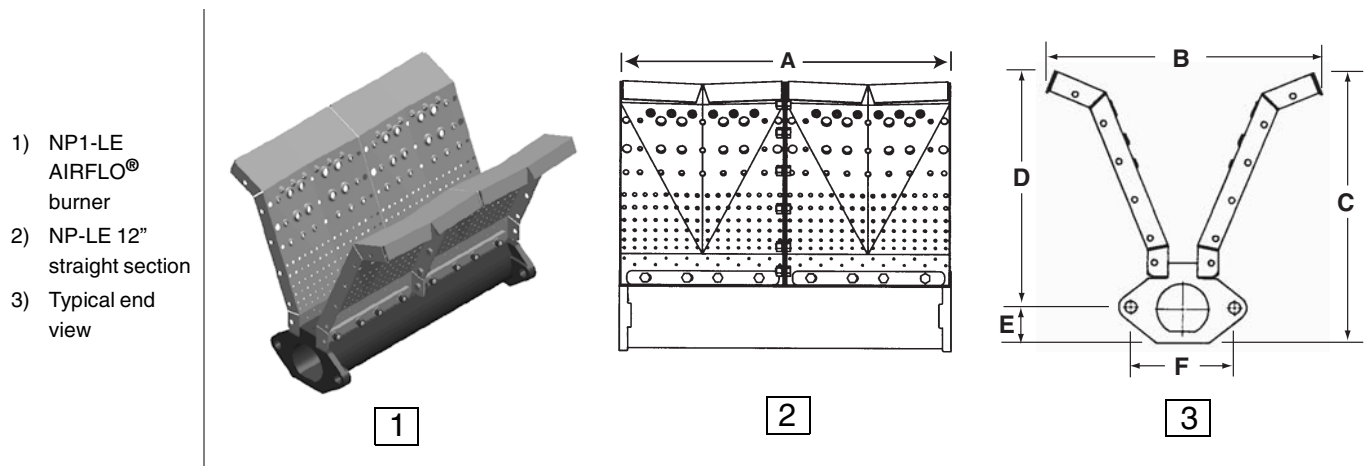 1) NP1-LE
AIRFLO®
burner
2) NP-LE 12”
straight section
3) Typical end
view
1
A
2
B
D
C
E
F
3